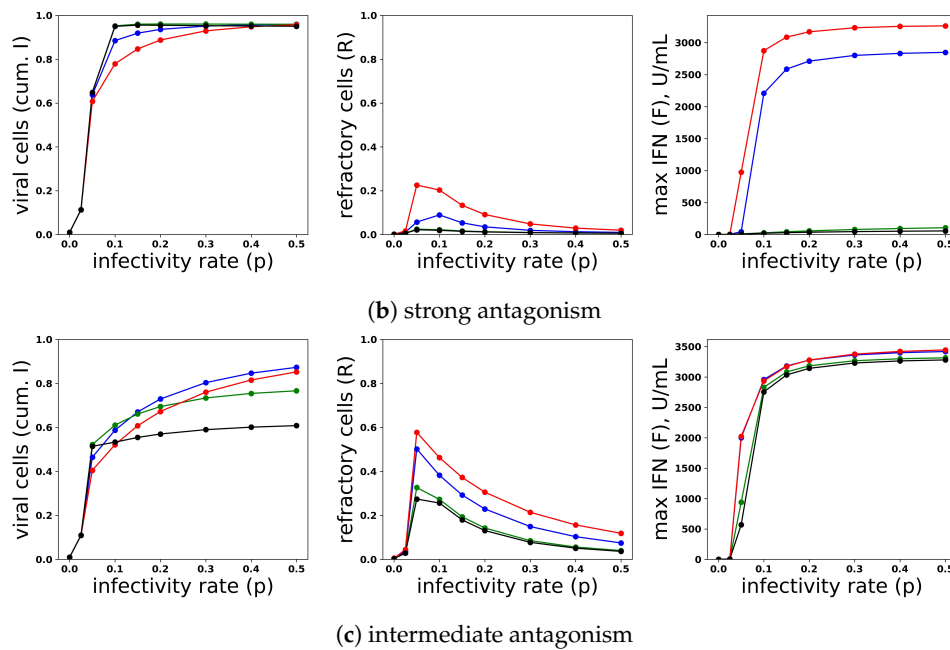 viral cells (cum. I)
1.0
0.8
0.6
0.4
0.2
0.0
0.0 0.1 0.2 0.3 0.4 0.5
infectivity rate (p)
refractory cells (R)
1.0
0.8
0.6
0.4
0.2
0.0
0.0 0.1 0.2 0.3 0.4 0.5
infectivity rate (p)
max IFN (F), U/mL
3000
2500
2000
1500
1000
500
0
0.0 0.1 0.2 0.3 0.4 0.5
infectivity rate (p)
(b) strong antagonism
viral cells (cum. I)
1.0
0.8
0.6
0.4
0.2
0.0
0.0 0.1 0.2 0.3 0.4 0.5
infectivity rate (p)
refractory cells (R)
1.0
0.8
0.6
0.4
0.2
0.0
0.0 0.1 0.2 0.3 0.4 0.5
infectivity rate (p)
max IFN (F), U/mL
3500
3000
2500
2000
1500
1000
500
0
0.0 0.1 0.2 0.3 0.4 0.5
infectivity rate (p)
(c) intermediate antagonism